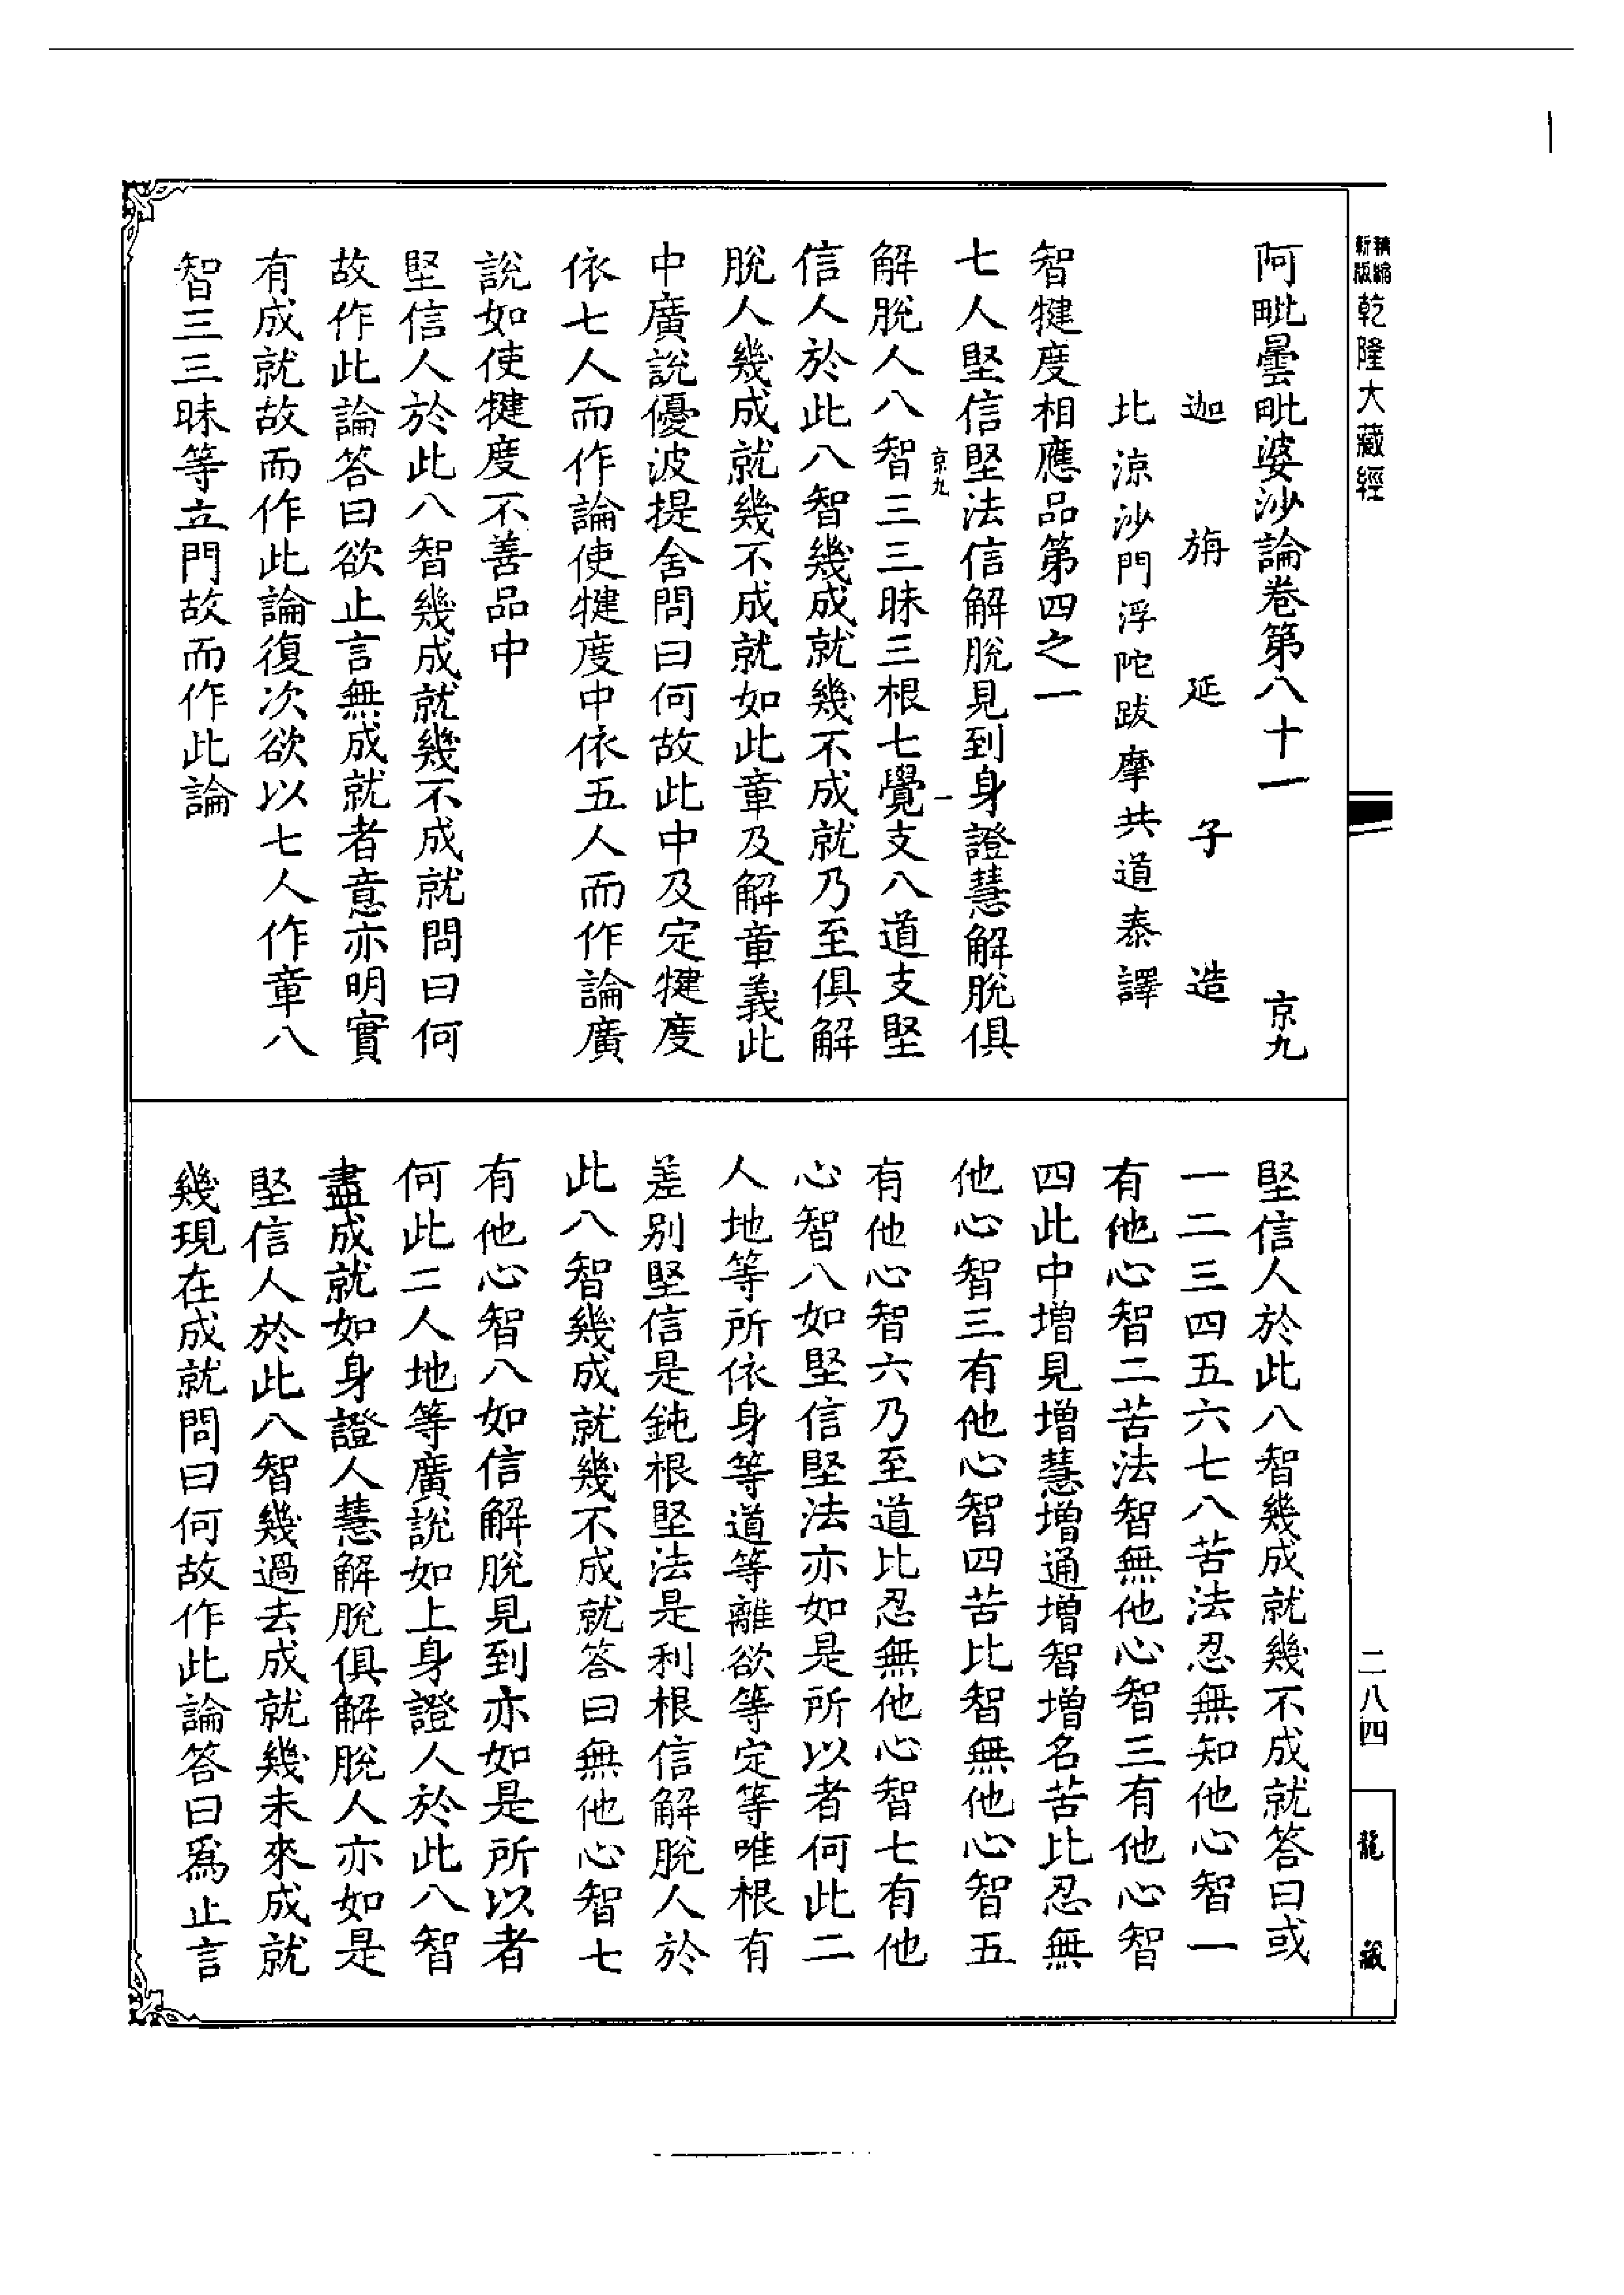 新版精縮乾隆大藏經
阿毗曇毗婆沙論卷第八十一 京九
迦旃延子造
北涼沙門浮陀跋摩共道泰譯
智犍度相應品第四之一
七人堅信堅法信解脫見到身證慧解脫俱
京九 一
解脫人八智三三昧三根七覺支八道支堅
信人於此八智幾成就幾不成就乃至俱解
脫人幾成就幾不成就如此章及解章義此
中廣說優波提舍問曰何故此中及定犍度
依七人而作論使犍度中依五人而作論廣
說如使犍度不善品中
堅信人於此八智幾成就幾不成就問曰何
故作此論答曰欲止言無成就者意亦明實
有成就故而作此論復次欲以七人作章八
智三三昧等立門故而作此論
堅信人於此八智幾成就幾不成就答曰或
一二三四五六七八苦法忍無知他心智一
有他心智二苦法智無他心智三有他心智
四此中增見增慧增通增智增名苦比忍無
他心智三有他心智四苦比智無他心智五
有他心智六乃至道比忍無他心智七有他
心智八如堅信堅法亦如是所以者何此二
人地等所依身等道等離欲等定等唯根有
差別堅信是鈍根堅法是利根信解脫人於
此八智幾成就幾不成就答曰無他心智七
有他心智八如信解脫見到亦如是所以者
何此二人地等廣說如上身證人於此八智
盡成就如身證人慧解脫俱解脫人亦如是
堅信人於此八智幾過去成就幾未來成就
幾現在成就問曰何故作此論答曰為止言
二八四
龍藏